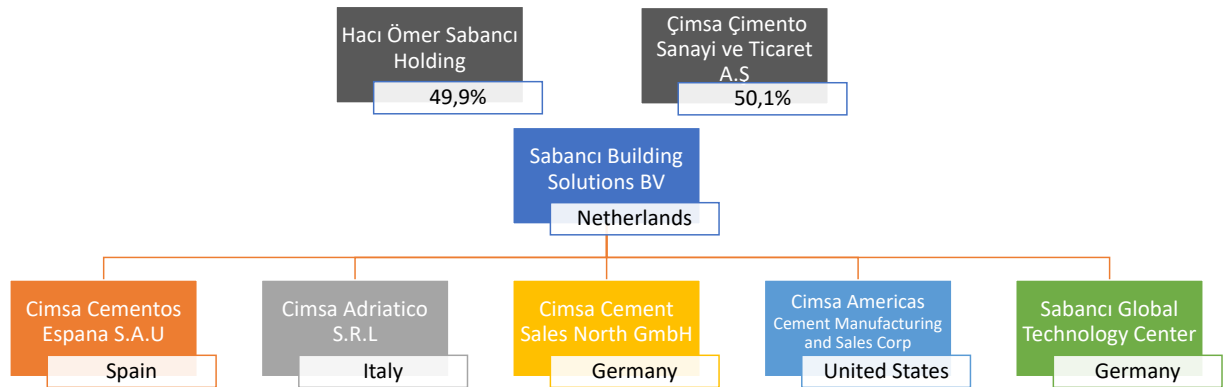 Hacı Ömer Sabancı
Holding
49,9%
Çimsa Çimento
Sanayi ve Ticaret
A.S
50,1%
Sabancı Building
Solutions BV
Netherlands
Cimsa Cementos
Espana S.A.U
Spain
Cimsa Adriatico
S.R.L
Italy
Cimsa Cement
Sales North GmbH
Germany
Cimsa Americas
Cement Manufacturing
and Sales Corp
United States
Sabancı Global
Technology Center
Germany